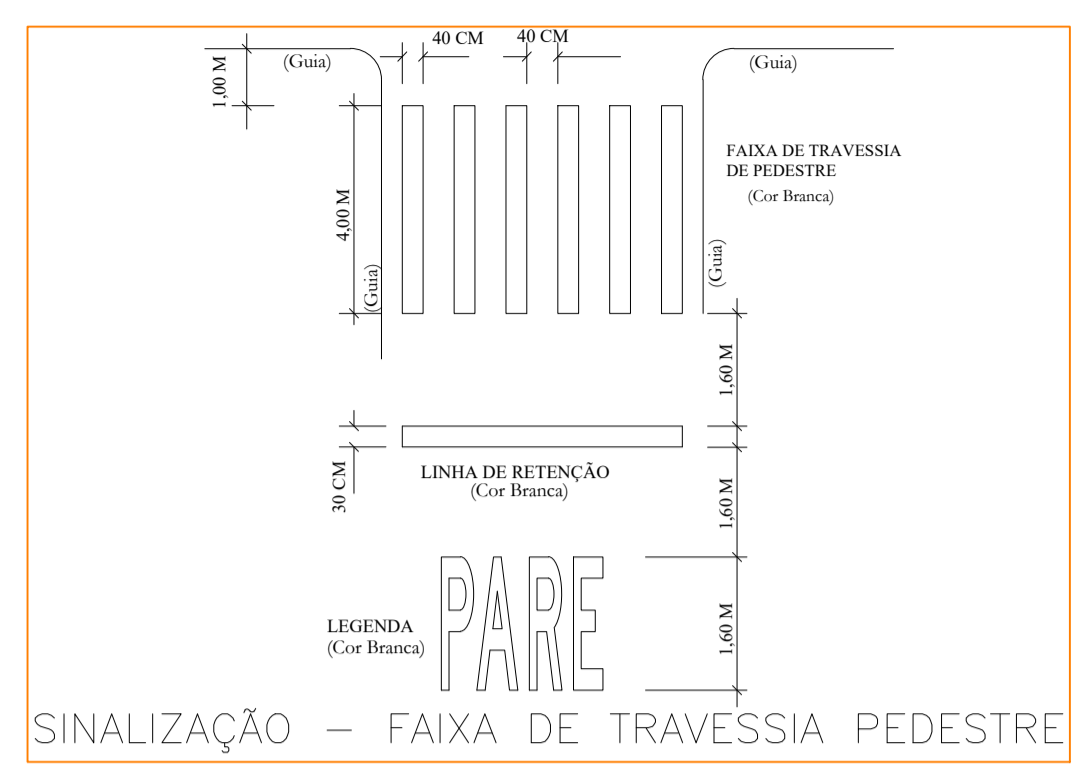 40 CM
40 CM
(Guia)
(Guia)
1,00 M
FAIXA DE TRAVESSIA
DE PEDESTRE
(Cor Branca)
4,00 M
(Guia)
(Guia)
1,60 M
30 CM
LINHA DE RETENÇÃO
(Cor Branca)
1,60 M
PARE
LEGENDA
(Cor Branca)
1,60 M
SINALIZAÇÃO — FAIXA DE TRAVESSIA PEDESTRE